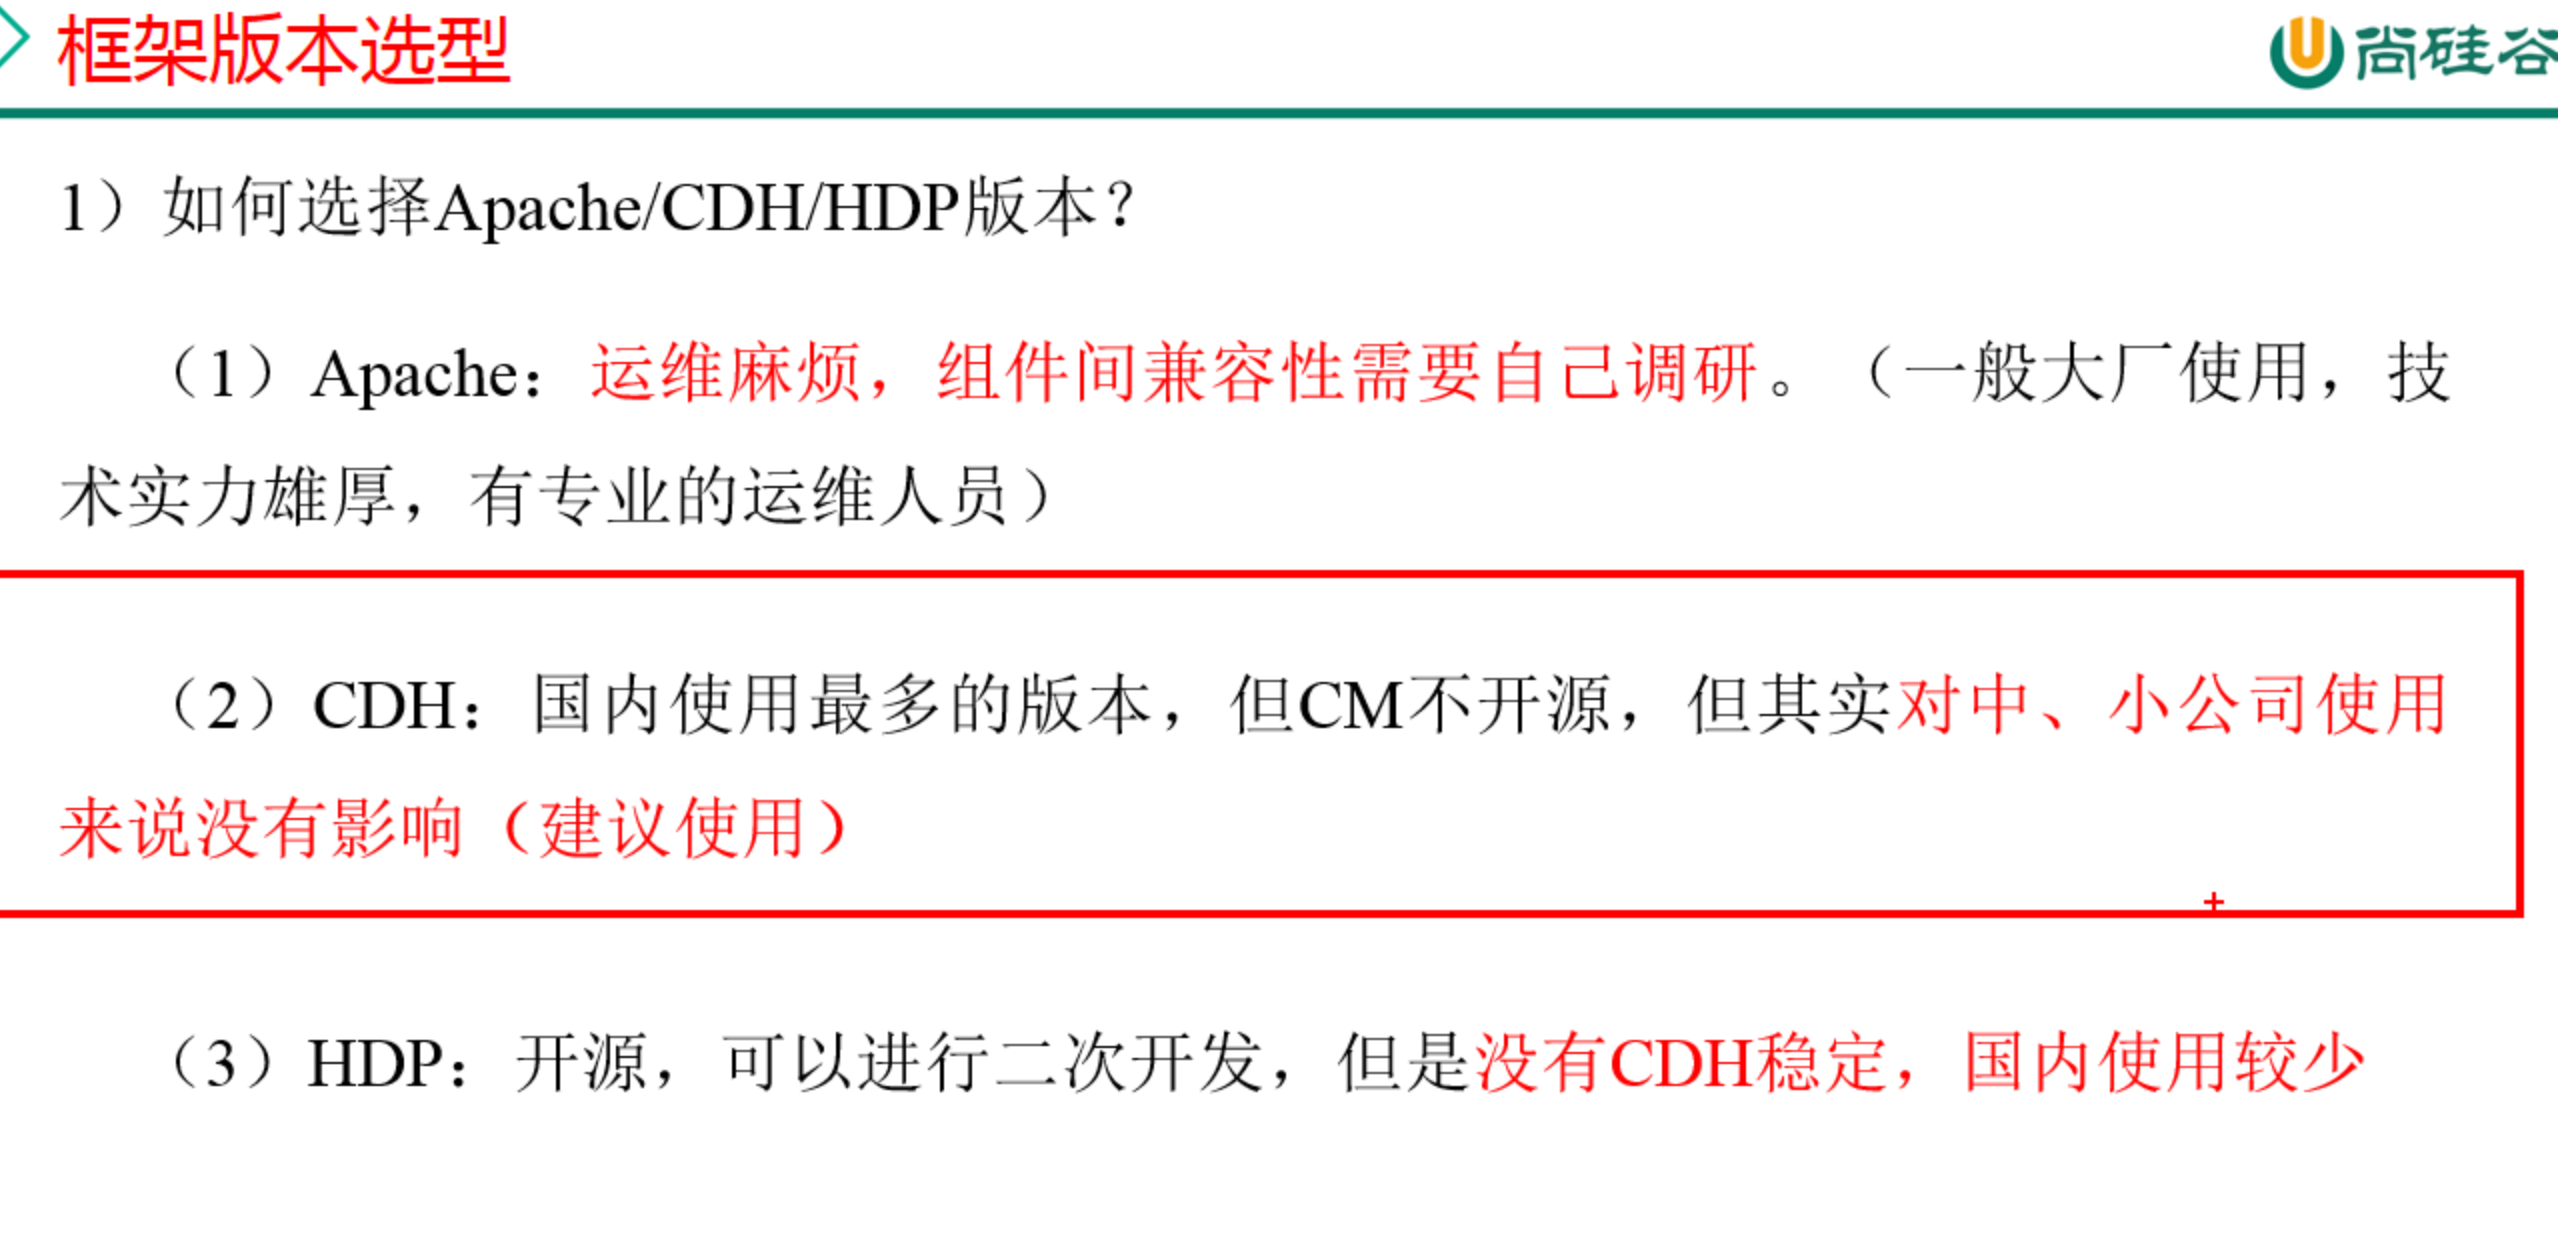 框架版本选型
尚硅谷
1）如何选择Apache/CDH/HDP版本？
（1）Apache：运维麻烦，组件间兼容性需要自己调研。（一般大厂使用，技
术实力雄厚，有专业的运维人员）
（2）CDH：国内使用最多的版本，但CM不开源，但其实对中、小公司使用
来说没有影响（建议使用）
（3）HDP：开源，可以进行二次开发，但是没有CDH稳定，国内使用较少